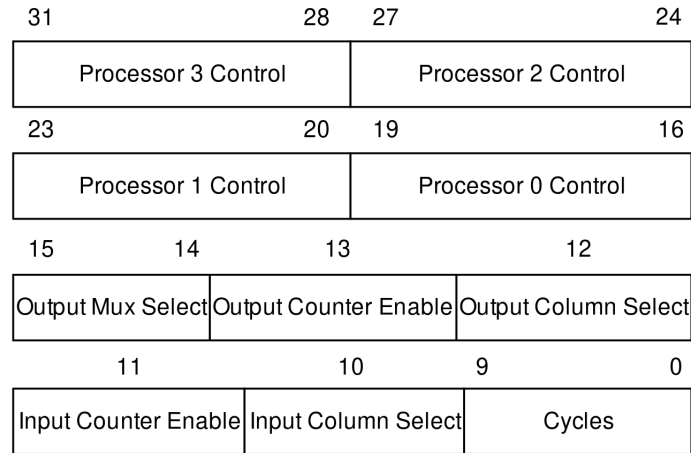 31 28 27 24
Processor 3 Control Processor 2 Control
23 20 19 16
Processor 1 Control Processor 0 Control
15 14 13 12
Output Mux Select Output Counter Enable Output Column Select
11 10 9 0
Input Counter Enable Input Column Select Cycles